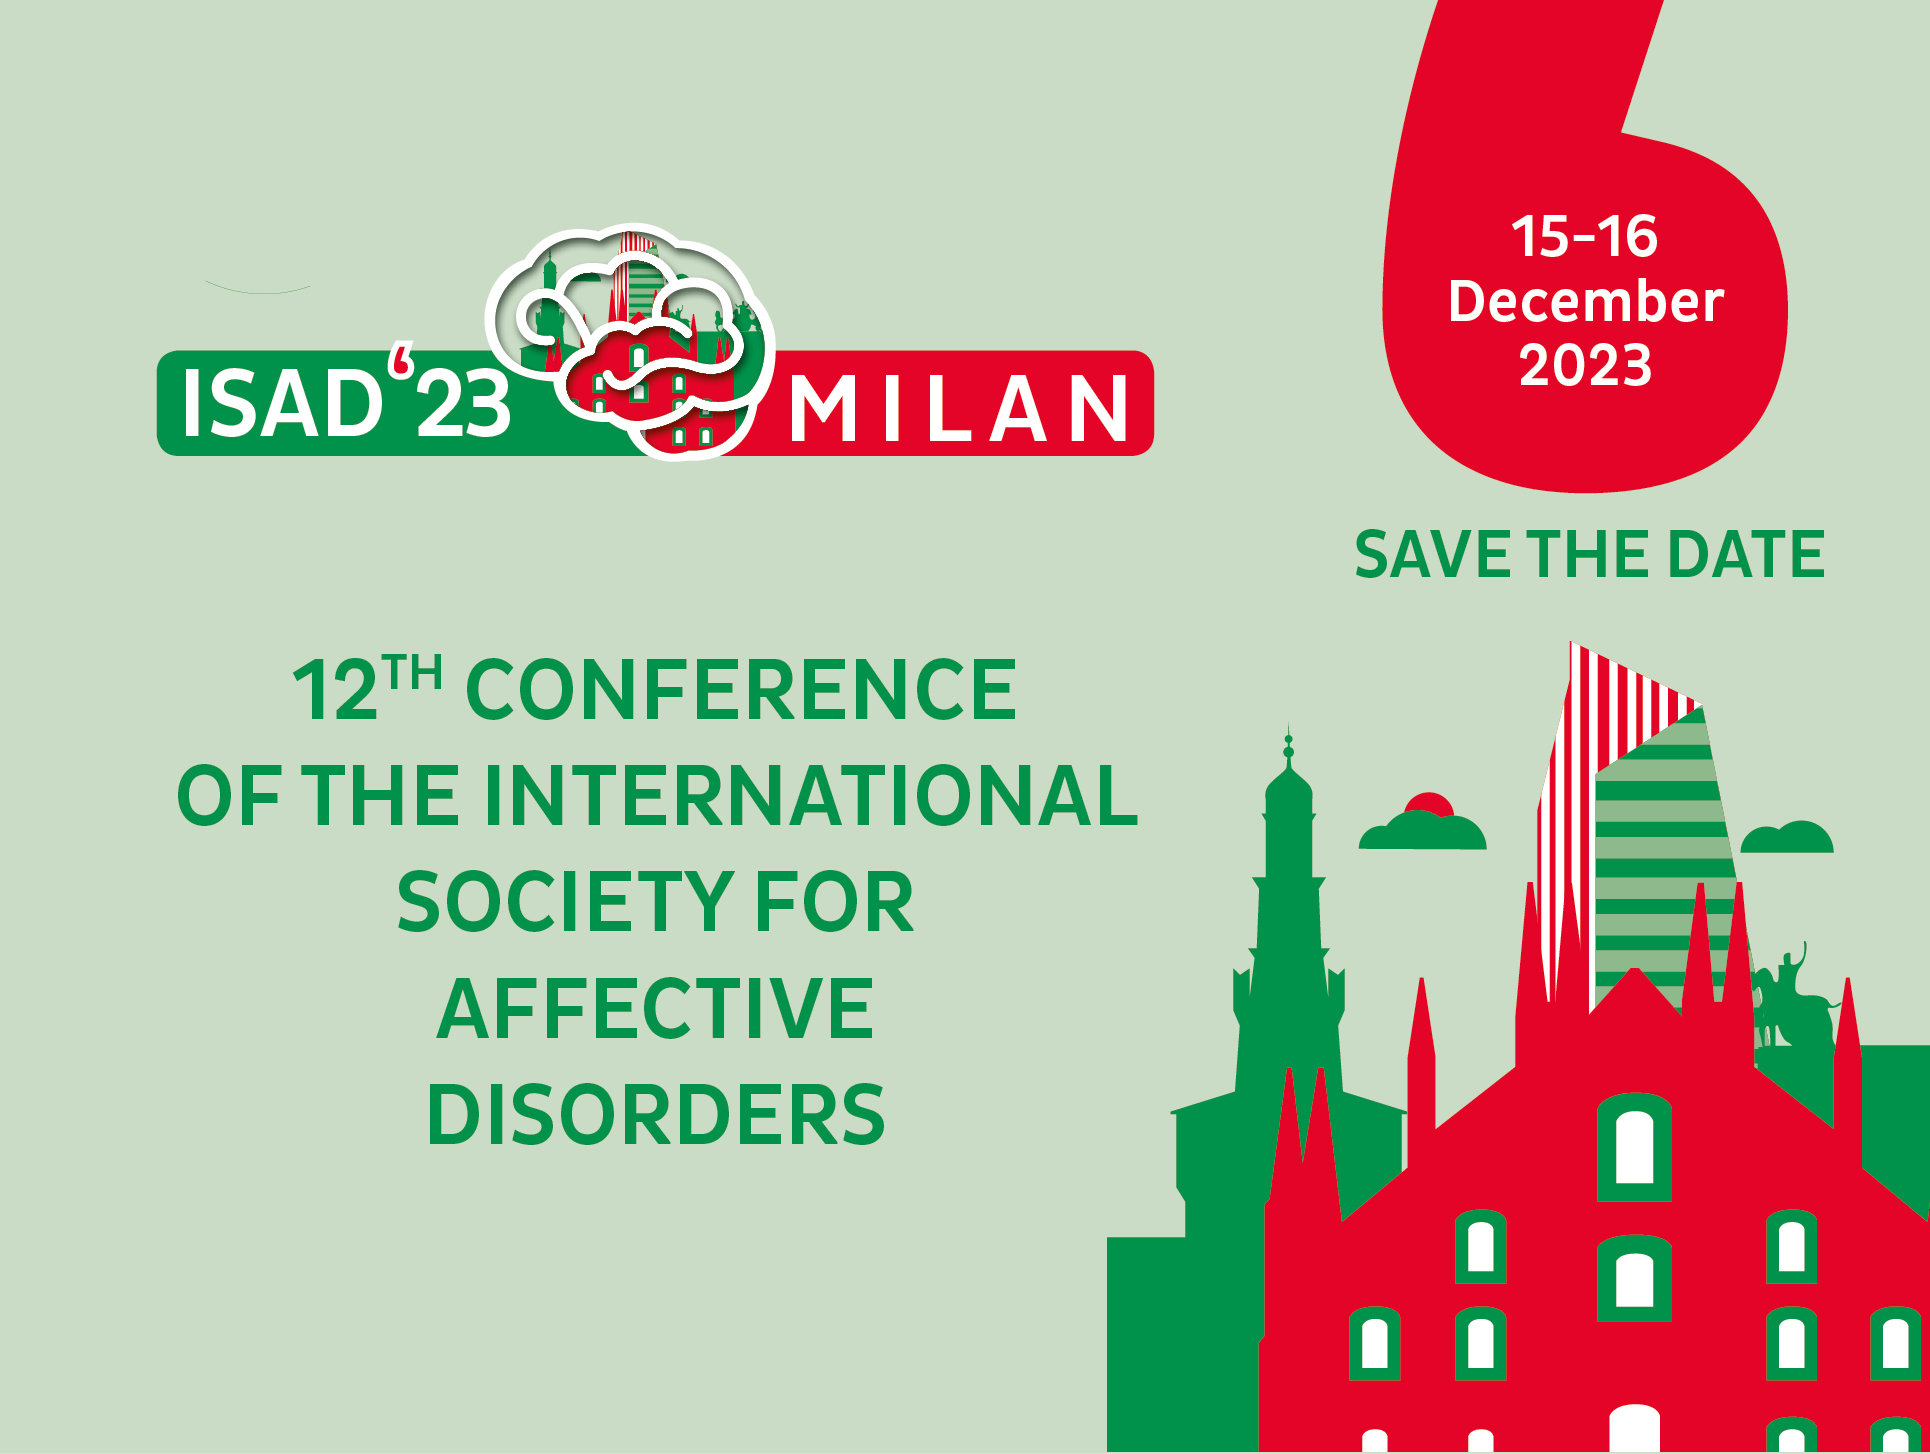 ISAD‘23 MILAN
15-16
December
2023
SAVE THE DATE
12TH CONFERENCE
OF THE INTERNATIONAL
SOCIETY FOR
AFFECTIVE
DISORDERS